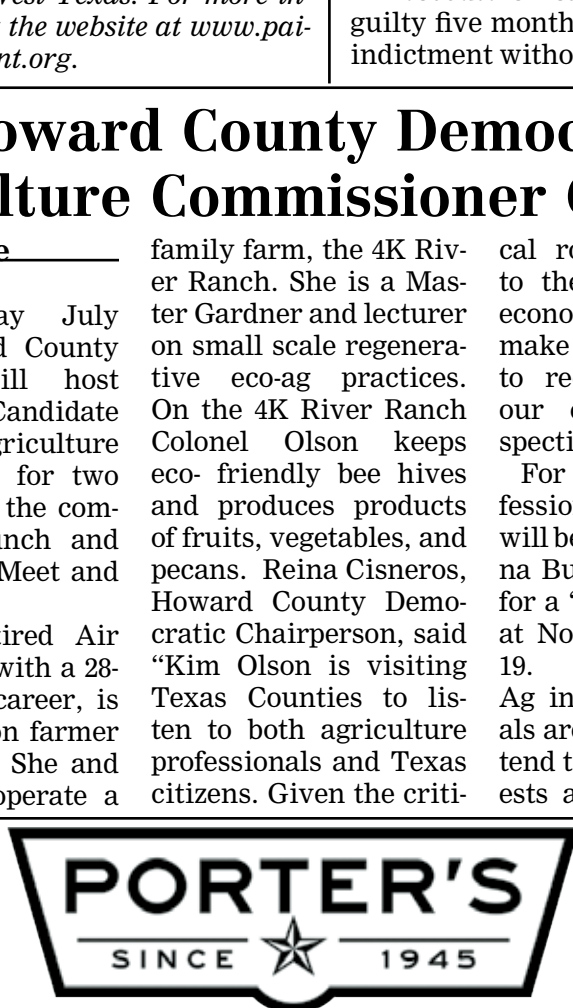 West Texas. For more in-
the website at www.pai-
nt.org.
guilty five month
indictment witho
oward County Democ
lture Commissioner
e
ay July
d County
ill host
Candidate
griculture
for two
the com-
unch and
Meet and
tired Air
with a 28-
career, is
on farmer
She and
operate a
family farm, the 4K Riv-
er Ranch. She is a Mas-
ter Gardner and lecturer
on small scale regenera-
tive eco-ag practices.
On the 4K River Ranch
Colonel Olson keeps
eco- friendly bee hives
and produces products
of fruits, vegetables, and
pecans. Reina Cisneros,
Howard County Demo-
cratic Chairperson, said
“Kim Olson is visiting
Texas Counties to lis-
ten to both agriculture
professionals and Texas
citizens. Given the criti-
cal ro
to the
econo
make
to re
our
specti
For
fessio
will be
na Bu
for a “
at No
19.
Ag in
als are
tend t
ests a
PORTER'S
SINCE 1945